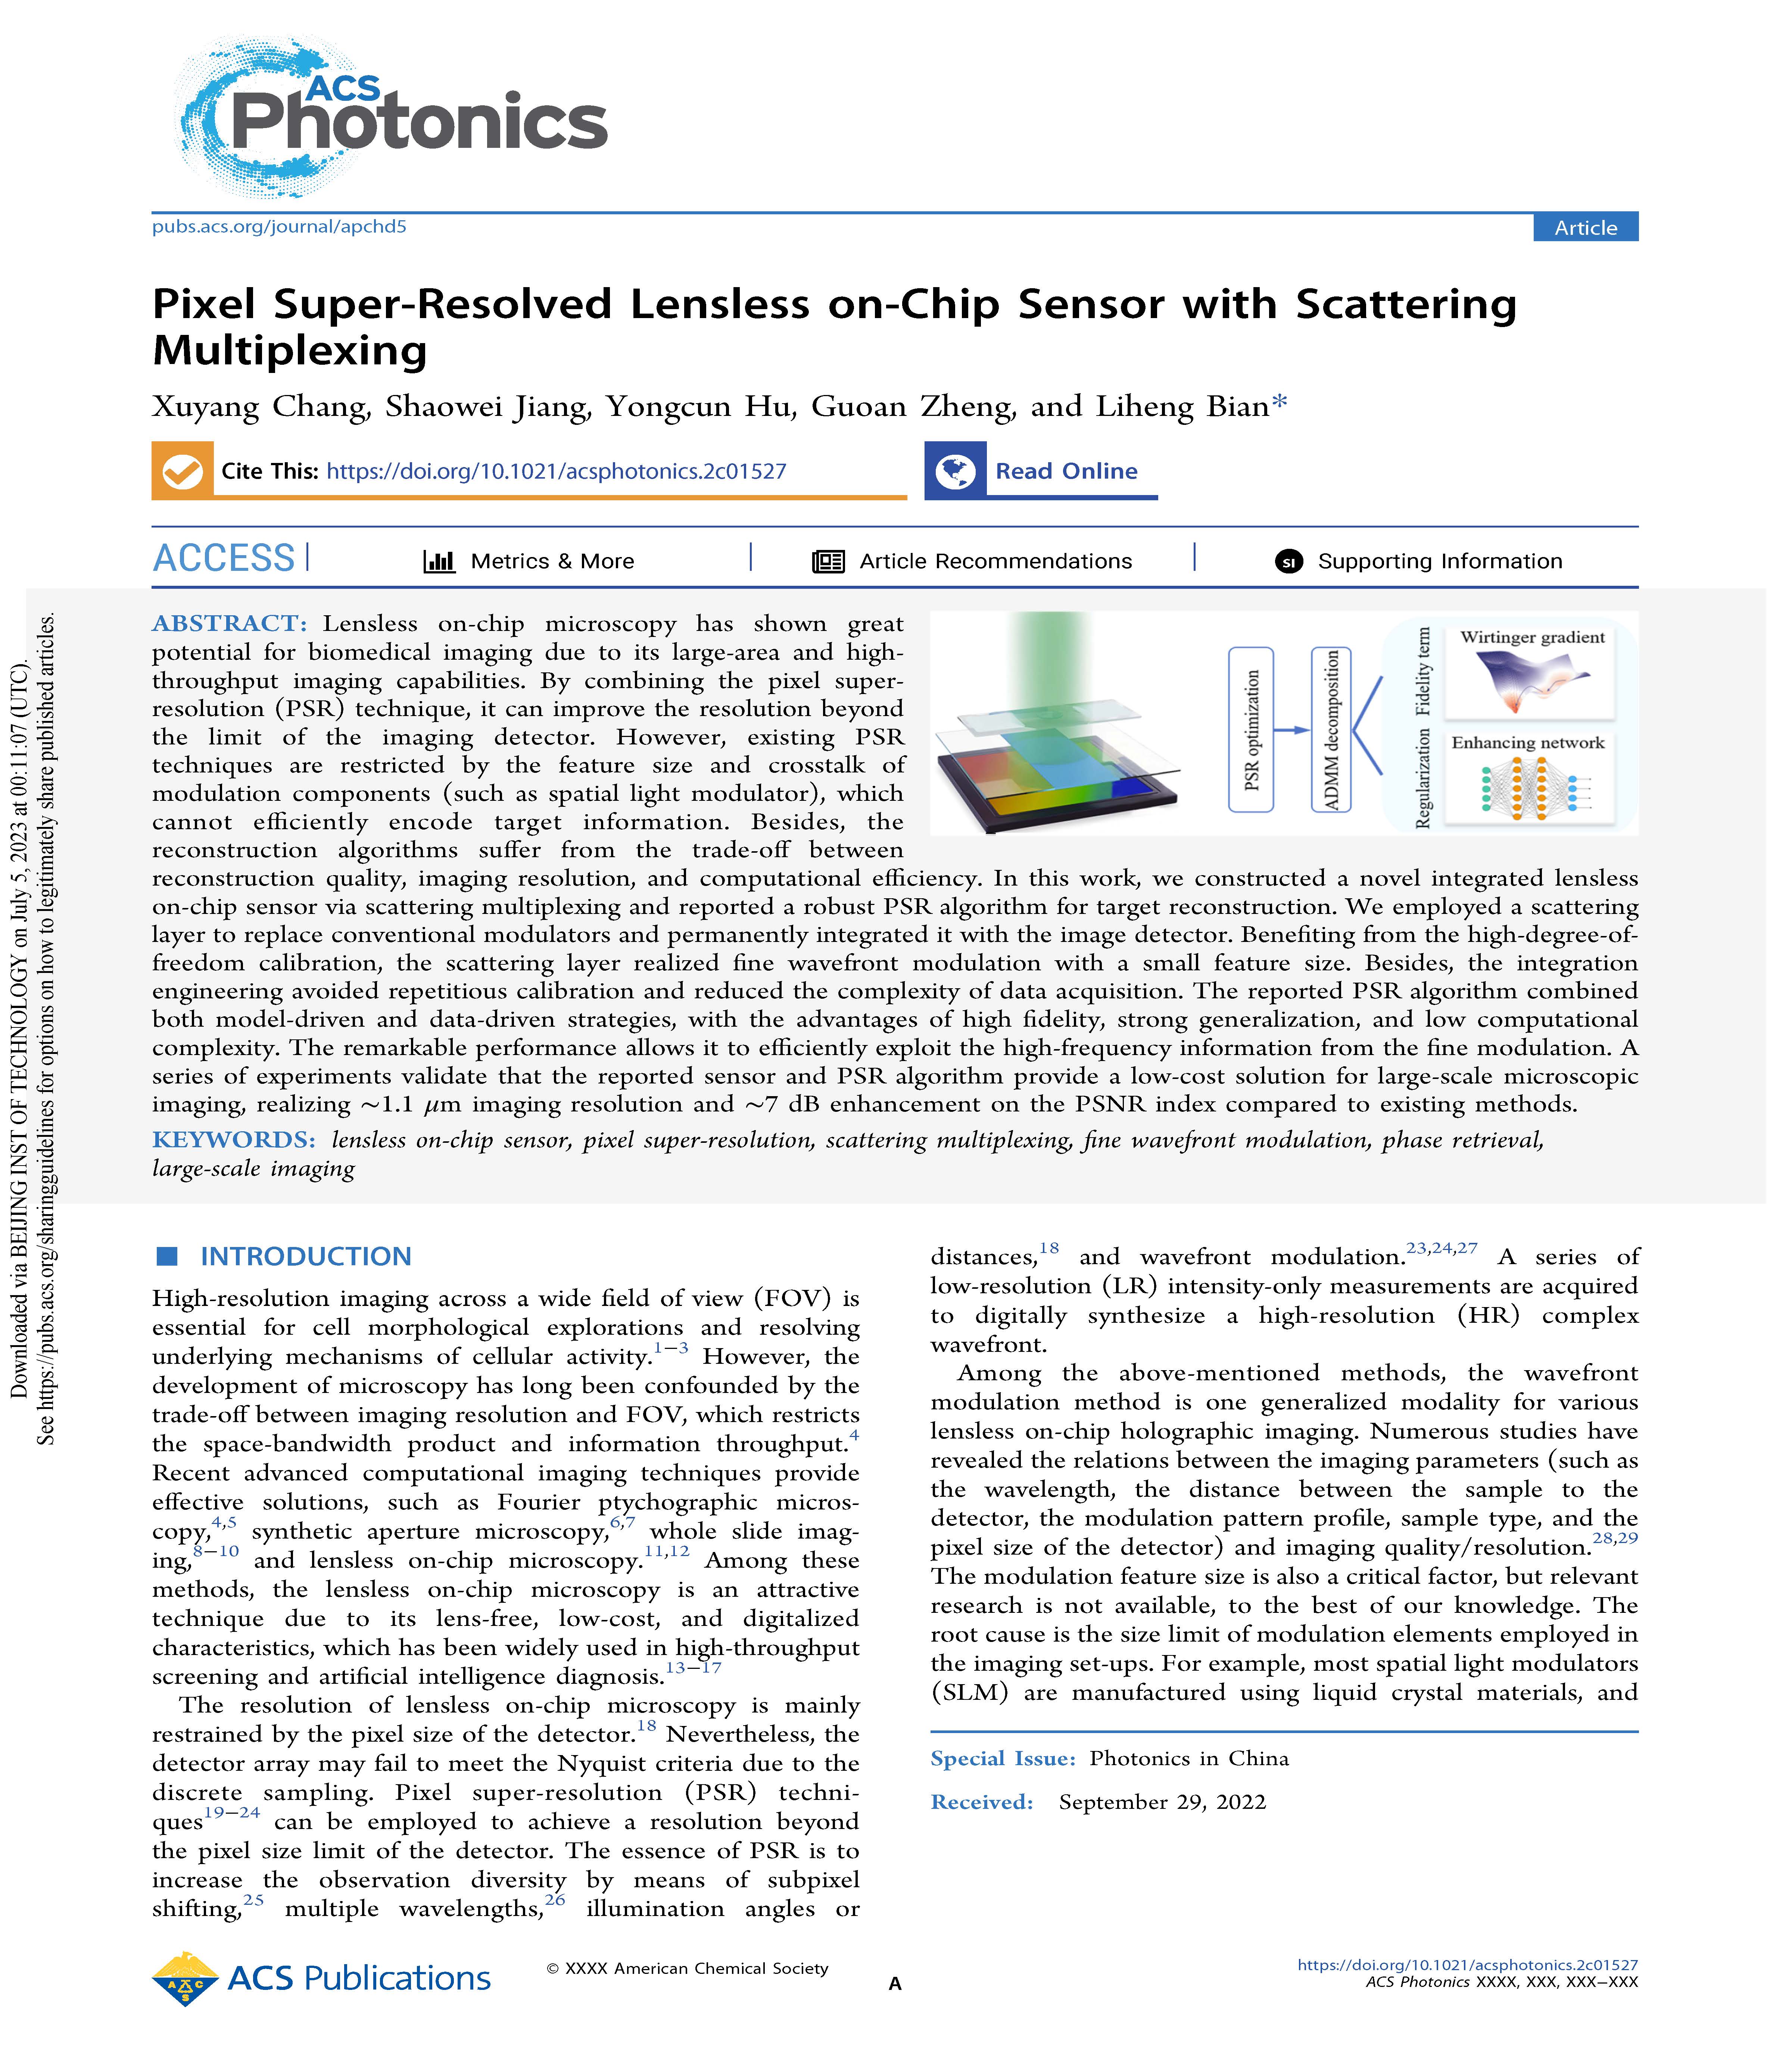 ACS
Photonics
pubs.acs.org/journal/apchd5
Article
Pixel Super-Resolved Lensless on-Chip Sensor with Scattering
Multiplexing
Xuyang Chang, Shaowei Jiang, Yongcun Hu, Guoan Zheng, and Liheng Bian*
Cite This: https://doi.org/10.1021/acsphotonics.2c01527
Read Online
ACCESS
Metrics & More
Article Recommendations
SI Supporting Information
ABSTRACT: Lensless on-chip microscopy has shown great
potential for biomedical imaging due to its large-area and high-
throughput imaging capabilities. By combining the pixel super-
resolution (PSR) technique, it can improve the resolution beyond
the limit of the imaging detector. However, existing PSR
techniques are restricted by the feature size and crosstalk of
modulation components (such as spatial light modulator), which
cannot efficiently encode target information. Besides, the
reconstruction algorithms suffer from the trade-off between
reconstruction quality, imaging resolution, and computational efficiency. In this work, we constructed a novel integrated lensless
on-chip sensor via scattering multiplexing and reported a robust PSR algorithm for target reconstruction. We employed a scattering
layer to replace conventional modulators and permanently integrated it with the image detector. Benefiting from the high-degree-of-
freedom calibration, the scattering layer realized fine wavefront modulation with a small feature size. Besides, the integration
engineering avoided repetitious calibration and reduced the complexity of data acquisition. The reported PSR algorithm combined
both model-driven and data-driven strategies, with the advantages of high fidelity, strong generalization, and low computational
complexity. The remarkable performance allows it to efficiently exploit the high-frequency information from the fine modulation. A
series of experiments validate that the reported sensor and PSR algorithm provide a low-cost solution for large-scale microscopic
imaging, realizing ∼1.1 μm imaging resolution and ∼7 dB enhancement on the PSNR index compared to existing methods.
PSR optimization
ADMM decomposition
Fidelity term
Regularization
Wirtinger gradient
Enhancing network
KEYWORDS: lensless on-chip sensor, pixel super-resolution, scattering multiplexing, fine wavefront modulation, phase retrieval,
large-scale imaging
■ INTRODUCTION
High-resolution imaging across a wide field of view (FOV) is
essential for cell morphological explorations and resolving
underlying mechanisms of cellular activity.1−3 However, the
development of microscopy has long been confounded by the
trade-off between imaging resolution and FOV, which restricts
the space-bandwidth product and information throughput.4
Recent advanced computational imaging techniques provide
effective solutions, such as Fourier ptychographic micros-
copy,4,5 synthetic aperture microscopy,6,7 whole slide imag-
ing,8−10 and lensless on-chip microscopy.11,12 Among these
methods, the lensless on-chip microscopy is an attractive
technique due to its lens-free, low-cost, and digitalized
characteristics, which has been widely used in high-throughput
screening and artificial intelligence diagnosis.13−17
The resolution of lensless on-chip microscopy is mainly
restrained by the pixel size of the detector.18 Nevertheless, the
detector array may fail to meet the Nyquist criteria due to the
discrete sampling. Pixel super-resolution (PSR) techni-
ques19−24 can be employed to achieve a resolution beyond
the pixel size limit of the detector. The essence of PSR is to
increase the observation diversity by means of subpixel
shifting,25 multiple wavelengths,26 illumination angles or
distances,18 and wavefront modulation.23,24,27 A series of
low-resolution (LR) intensity-only measurements are acquired
to digitally synthesize a high-resolution (HR) complex
wavefront.
Among the above-mentioned methods, the wavefront
modulation method is one generalized modality for various
lensless on-chip holographic imaging. Numerous studies have
revealed the relations between the imaging parameters (such as
the wavelength, the distance between the sample to the
detector, the modulation pattern profile, sample type, and the
pixel size of the detector) and imaging quality/resolution.28,29
The modulation feature size is also a critical factor, but relevant
research is not available, to the best of our knowledge. The
root cause is the size limit of modulation elements employed in
the imaging set-ups. For example, most spatial light modulators
(SLM) are manufactured using liquid crystal materials, and
Special Issue: Photonics in China
Received: September 29, 2022
ACS Publications
© XXXX American Chemical Society
A
https://doi.org/10.1021/acsphotonics.2c01527
ACS Photonics XXXX, XXX, XXX−XXX
Downloaded via BEIJING INST OF TECHNOLOGY on July 5, 2023 at 00:11:07 (UTC).
See https://pubs.acs.org/sharingguidelines for options on how to legitimately share published articles.